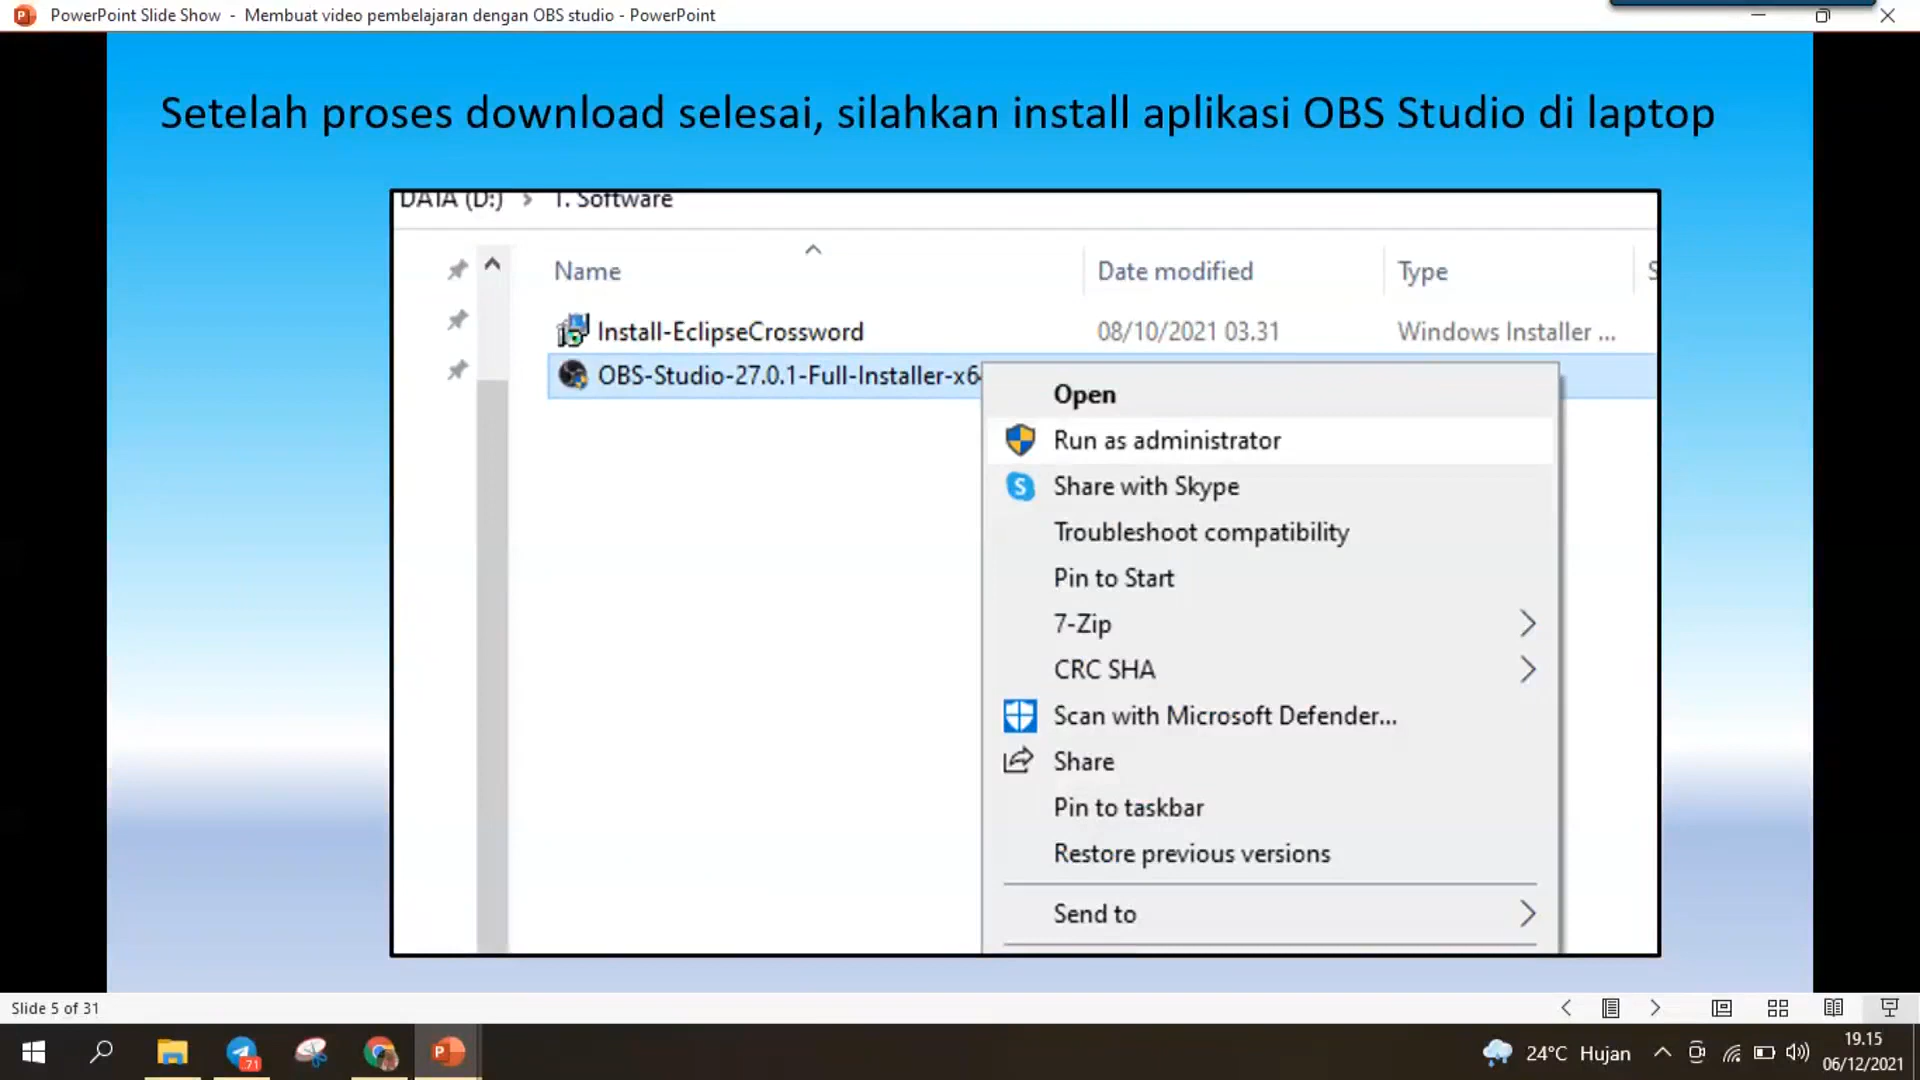 PowerPoint Slide Show - Membuat video pembelajaran dengan OBS studio - PowerPoint
Setelah proses download selesai, silahkan install aplikasi OBS Studio di laptop
DATA (D:) > 1. Software
Name Date modified Type S
Install-EclipseCrossword 08/10/2021 03.31 Windows Installer ...
OBS-Studio-27.0.1-Full-Installer-x6
Open
Run as administrator
Share with Skype
Troubleshoot compatibility
Pin to Start
7-Zip
CRC SHA
Scan with Microsoft Defender...
Share
Pin to taskbar
Restore previous versions
Send to
Slide 5 of 31
71
24°C Hujan
19.15
06/12/2021